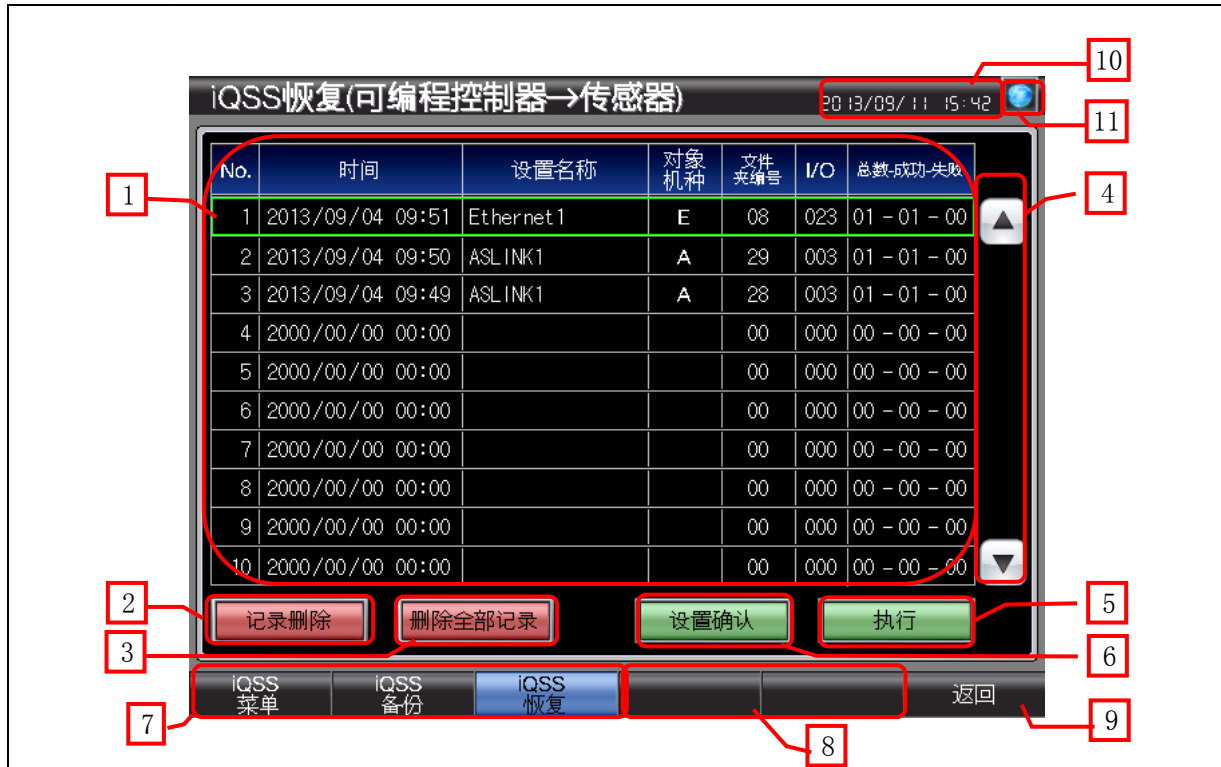 10
iQSS恢复(可编程控制器→传感器) 2013/09/11 15:42
11
No. 时间 设置名称 对象机种 文件夹编号 I/O 总数-成功-失败
1
4
1 2013/09/04 09:51 Ethernet1 E 08 023 01 - 01 - 00
2 2013/09/04 09:50 ASLINK1 A 29 003 01 - 01 - 00
3 2013/09/04 09:49 ASLINK1 A 28 003 01 - 01 - 00
4 2000/00/00 00:00 00 000 00 - 00 - 00
5 2000/00/00 00:00 00 000 00 - 00 - 00
6 2000/00/00 00:00 00 000 00 - 00 - 00
7 2000/00/00 00:00 00 000 00 - 00 - 00
8 2000/00/00 00:00 00 000 00 - 00 - 00
9 2000/00/00 00:00 00 000 00 - 00 - 00
10 2000/00/00 00:00 00 000 00 - 00 - 00
2 记录删除 删除全部记录 设置确认 执行 5
3
6
iQSS菜单 iQSS备份 iQSS恢复 返回
7
8
9